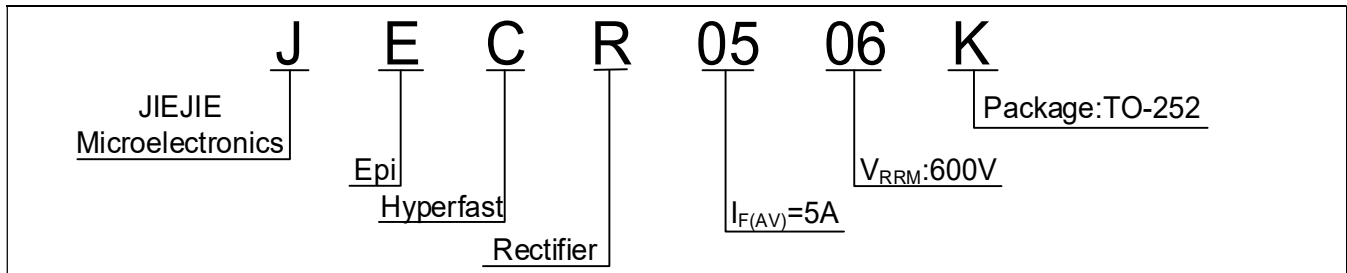 J E C R 05 06 K
JIEJIE
Microelectronics
Package:TO-252
Epi
VRRM:600V
Hyperfast
IF(AV)=5A
Rectifier